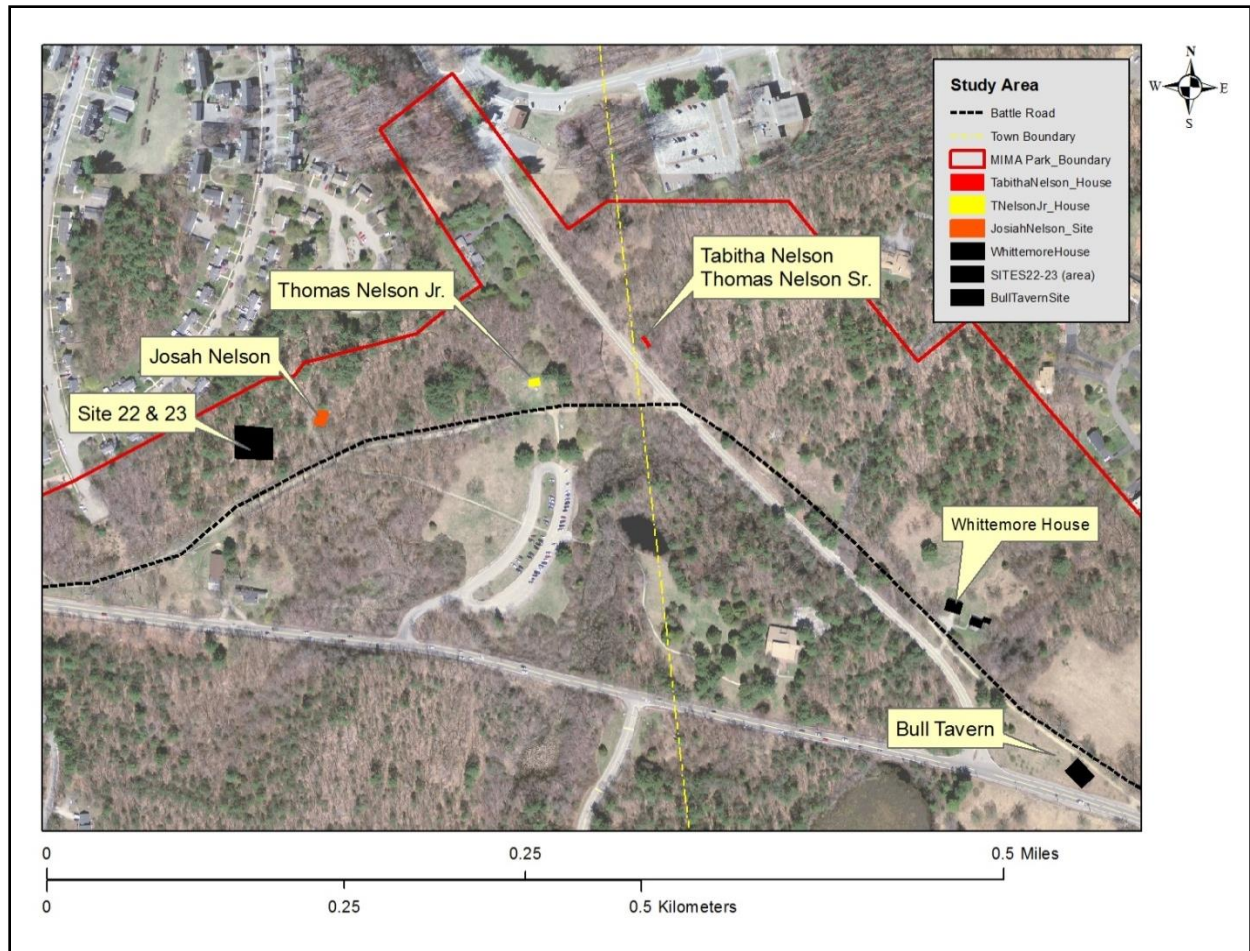 N
W E
S
Study Area
Battle Road
Town Boundary
MIMA Park_Boundary
TabithaNelson_House
TNelsonJr_House
JosiahNelson_Site
WhittemoreHouse
SITES22-23 (area)
BullTavernSite
Tabitha Nelson
Thomas Nelson Sr.
Thomas Nelson Jr.
Josah Nelson
Site 22 & 23
Whittemore House
Bull Tavern
0 0.25 0.5 Miles
0 0.25 0.5 Kilometers